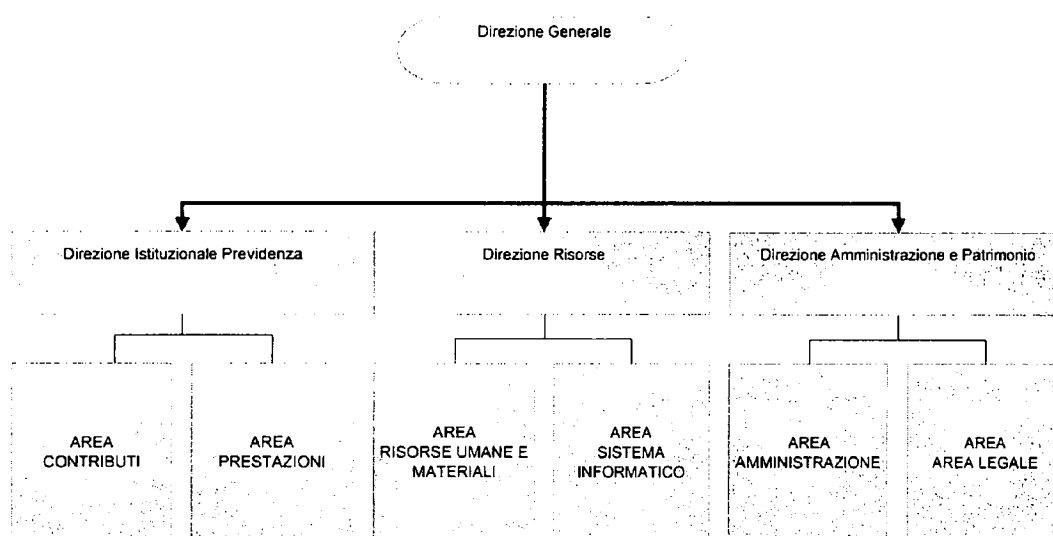 Direzione Generale
Direzione Istituzionale Previdenza
Direzione Risorse
Direzione Amministrazione e Patrimonio
AREA
CONTRIBUTI
AREA
PRESTAZIONI
AREA
RISORSE UMANE E
MATERIALI
AREA
SISTEMA
INFORMATICO
AREA
AMMINISTRAZIONE
AREA
AREA LEGALE